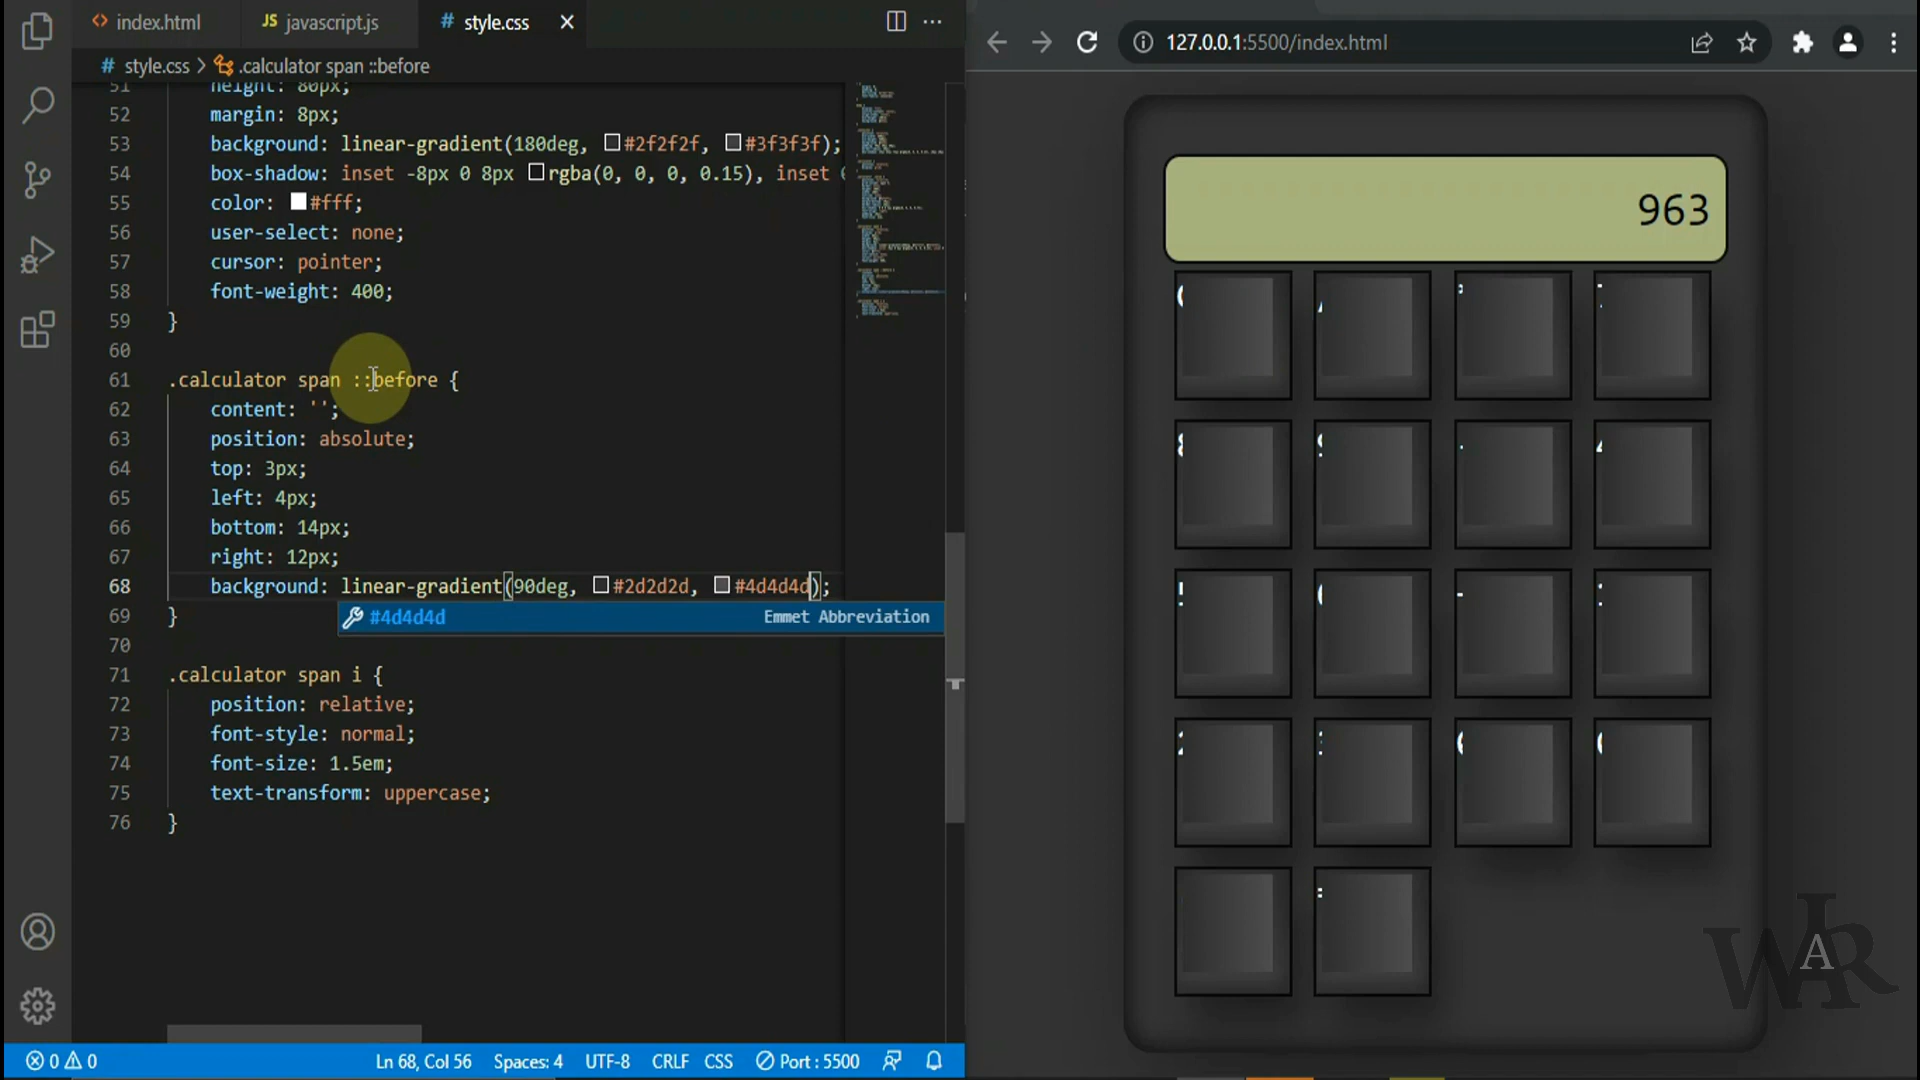 index.html
JS javascript.js
# style.css
127.0.0.1:5500/index.html
# style.css > .calculator span ::before
51 height: 80px;
52 margin: 8px;
53 background: linear-gradient(180deg, #2f2f2f, #3f3f3f);
54 box-shadow: inset -8px 0 8px rgba(0, 0, 0, 0.15), inset
55 color: #fff;
56 user-select: none;
57 cursor: pointer;
58 font-weight: 400;
59 }
60
61 .calculator span ::before {
62 content: '';
63 position: absolute;
64 top: 3px;
65 left: 4px;
66 bottom: 14px;
67 right: 12px;
68 background: linear-gradient(90deg, #2d2d2d, #4d4d4d);
#4d4d4d Emmet Abbreviation
69 }
70
71 .calculator span i {
72 position: relative;
73 font-style: normal;
74 font-size: 1.5em;
75 text-transform: uppercase;
76 }
0 0
Ln 68, Col 56
Spaces: 4
UTF-8
CRLF
CSS
Port : 5500
963
WAR